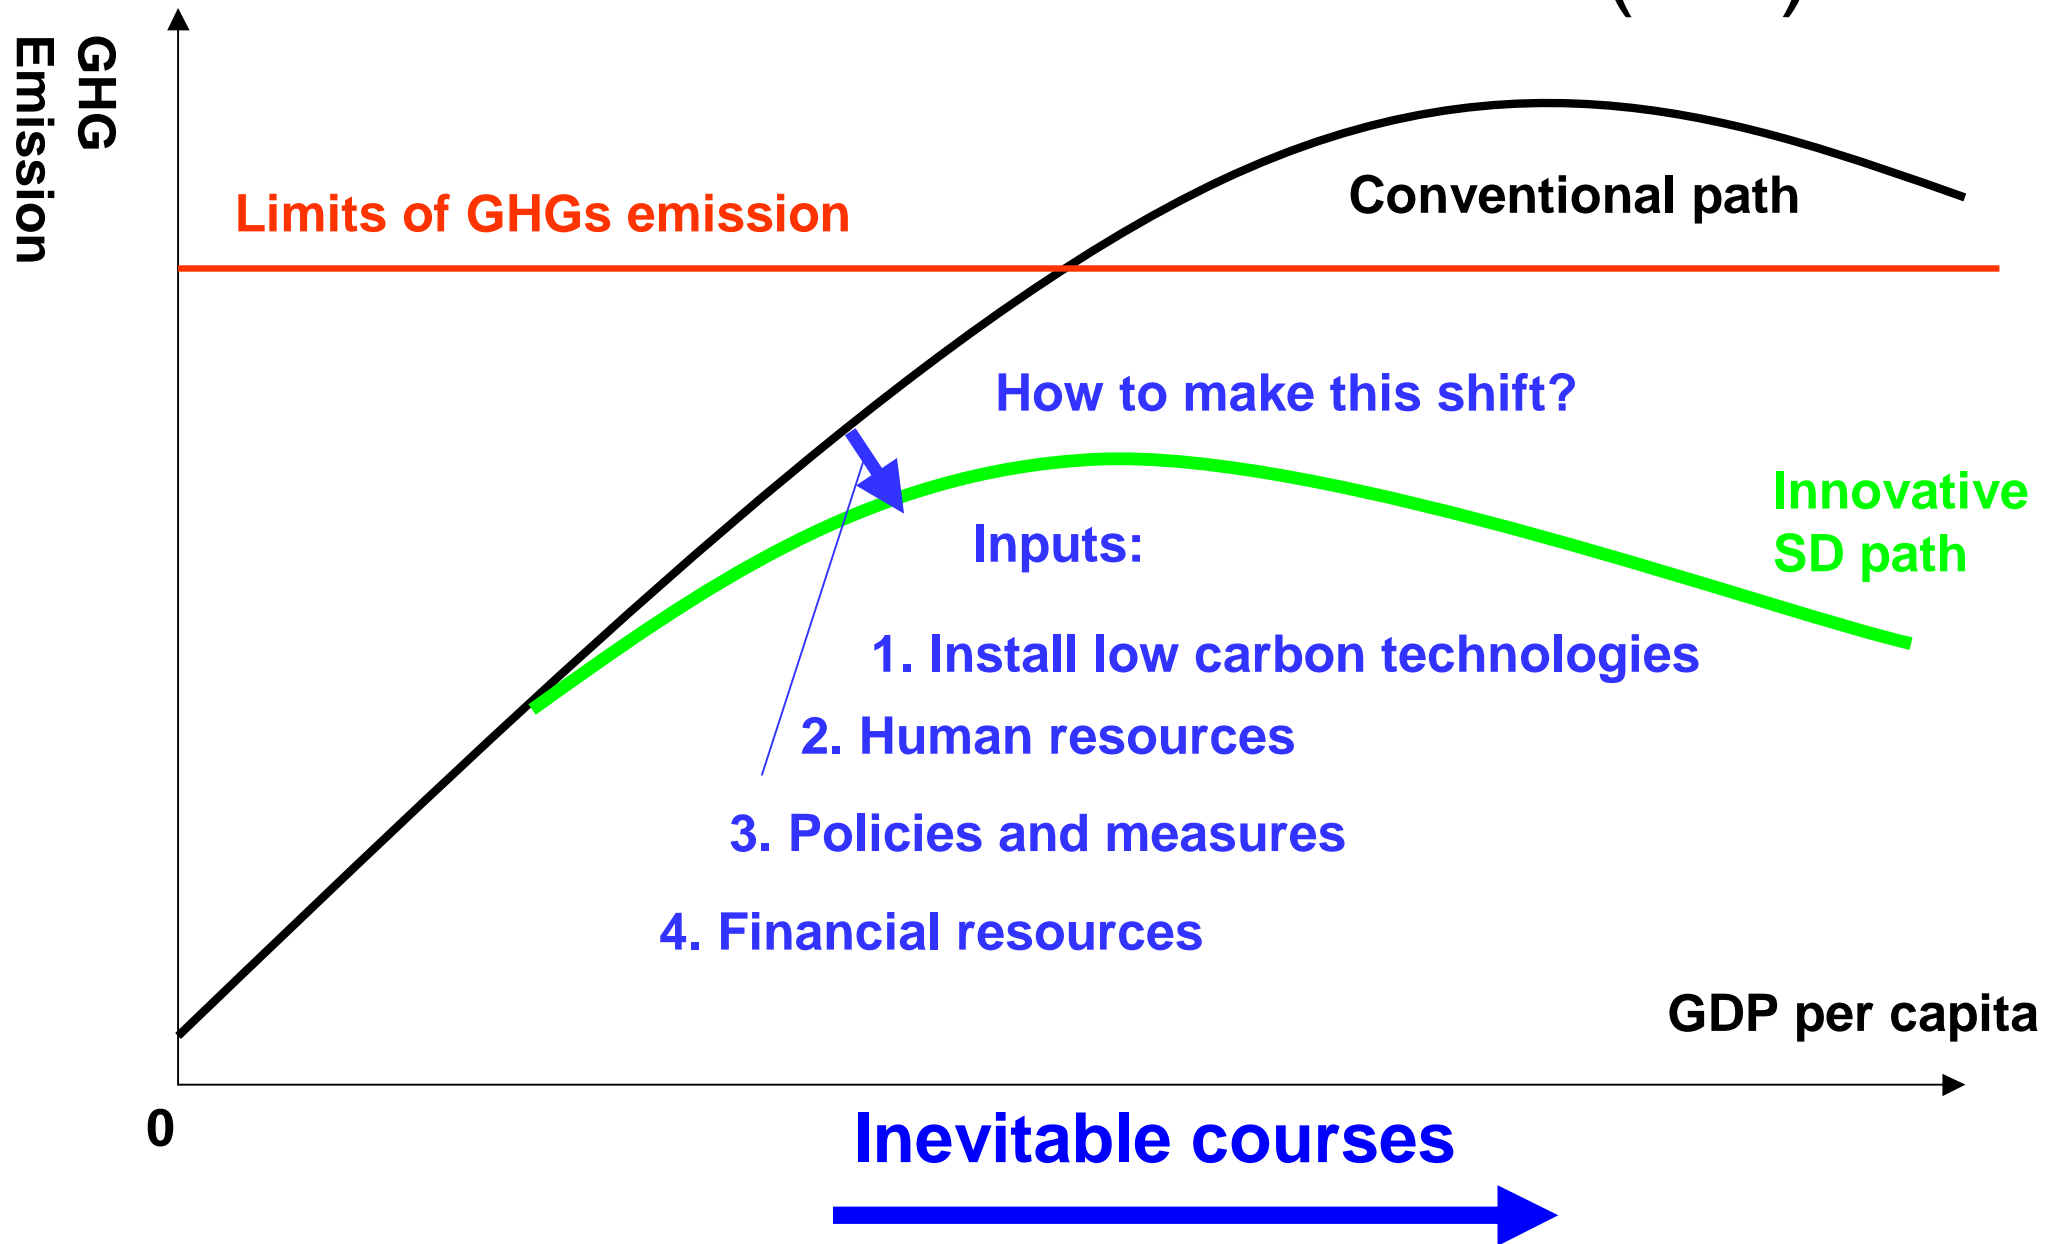 GHG
Emission
Limits of GHGs emission
Conventional path
How to make this shift?
Innovative
SD path
Inputs:
1. Install low carbon technologies
2. Human resources
3. Policies and measures
4. Financial resources
GDP per capita
0
Inevitable courses